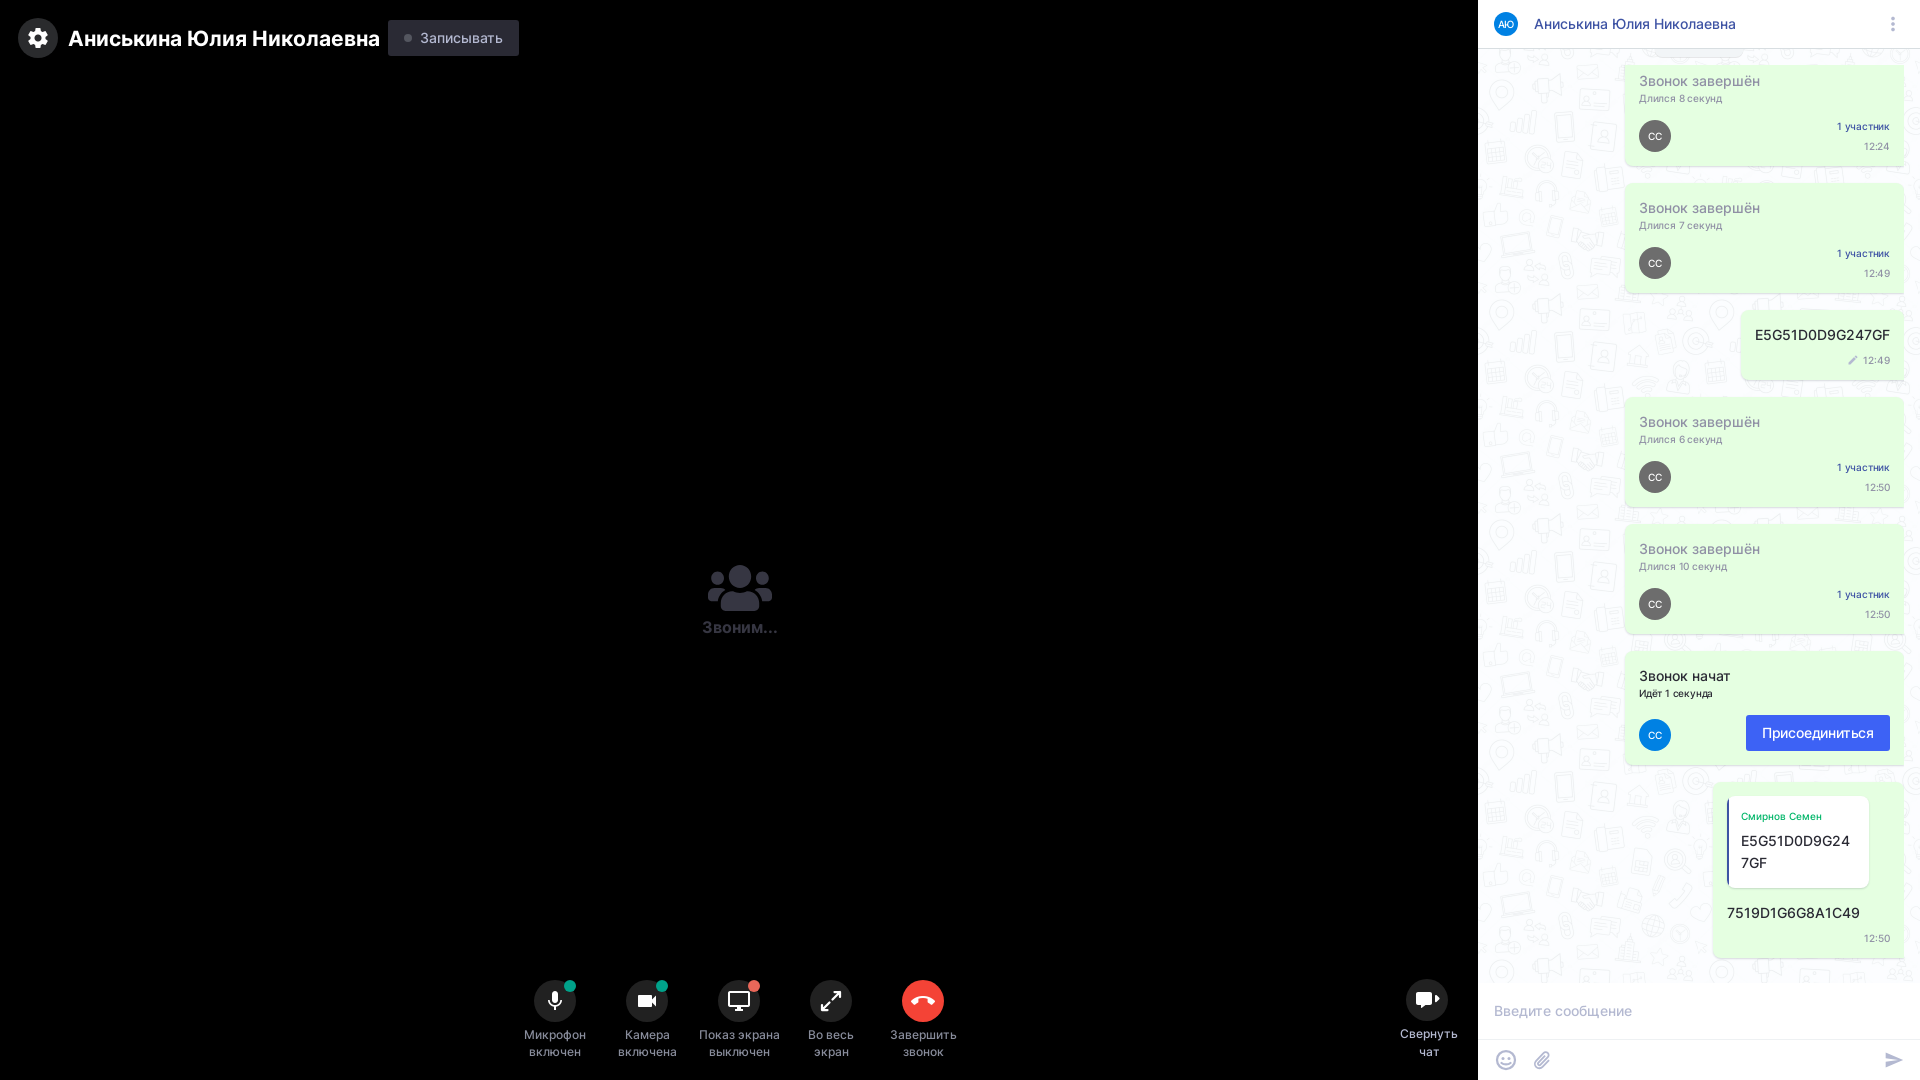 Аниськина Юлия Николаевна
Записывать
Звоним...
Микрофон
включен
Камера
включена
Показ экрана
выключен
Во весь
экран
Завершить
звонок
Свернуть
чат
АЮ
Аниськина Юлия Николаевна
Звонок завершён
Длился 8 секунд
СС
1 участник
12:24
Звонок завершён
Длился 7 секунд
СС
1 участник
12:49
E5G51D0D9G247GF
12:49
Звонок завершён
Длился 6 секунд
СС
1 участник
12:50
Звонок завершён
Длился 10 секунд
СС
1 участник
12:50
Звонок начат
Идёт 1 секунда
СС
Присоединиться
Смирнов Семен
E5G51D0D9G24
7GF
7519D1G6G8A1C49
12:50
Введите сообщение